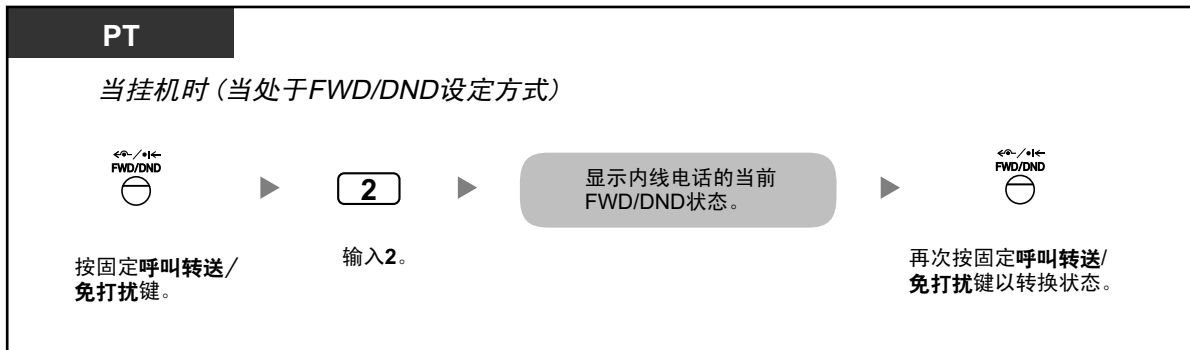 PT
当挂机时（当处于FWD/DND设定方式）
FWD/DND
2
显示内线电话的当前
FWD/DND状态。
FWD/DND
按固定呼叫转送/
免打扰键。
输入2。
再次按固定呼叫转送/
免打扰键以转换状态。